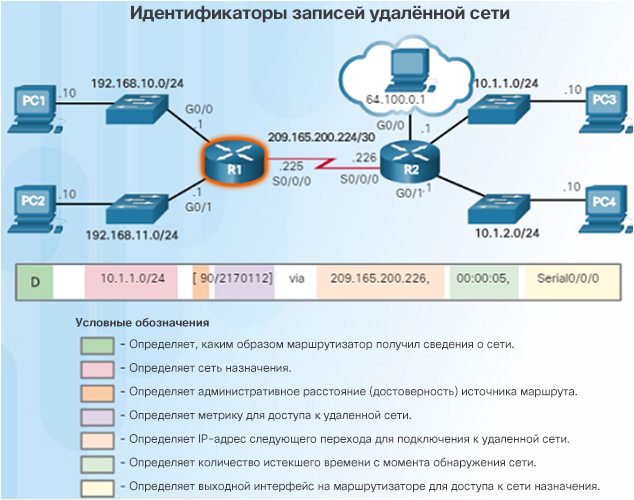 Идентификаторы записей удалённой сети
192.168.10.0/24
10.1.1.0/24
PC1
.10
64.100.0.1
.10
PC3
G0/0
.1
G0/0
.1
209.165.200.224/30
R1
.225
.226
R2
S0/0/0
S0/0/0
PC2
.10
.1
G0/1
G0/1
.1
.10
PC4
192.168.11.0/24
10.1.2.0/24
D 10.1.1.0/24 [ 90/2170112] via 209.165.200.226, 00:00:05, Serial0/0/0
Условные обозначения
- Определяет, каким образом маршрутизатор получил сведения о сети.
- Определяет сеть назначения.
- Определяет административное расстояние (достоверность) источника маршрута.
- Определяет метрику для доступа к удаленной сети.
- Определяет IP-адрес следующего перехода для подключения к удаленной сети.
- Определяет количество истекшего времени с момента обнаружения сети.
- Определяет выходной интерфейс на маршрутизаторе для доступа к сети назначения.